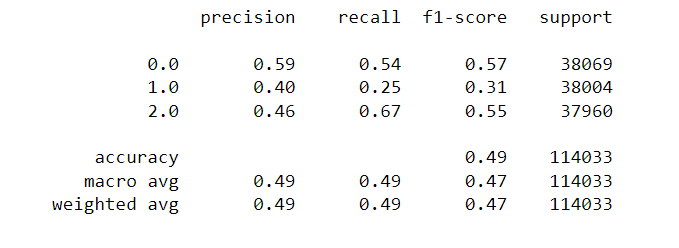 precision recall f1-score support
0.0 0.59 0.54 0.57 38069
1.0 0.40 0.25 0.31 38004
2.0 0.46 0.67 0.55 37960
accuracy 0.49 114033
macro avg 0.49 0.49 0.47 114033
weighted avg 0.49 0.49 0.47 114033